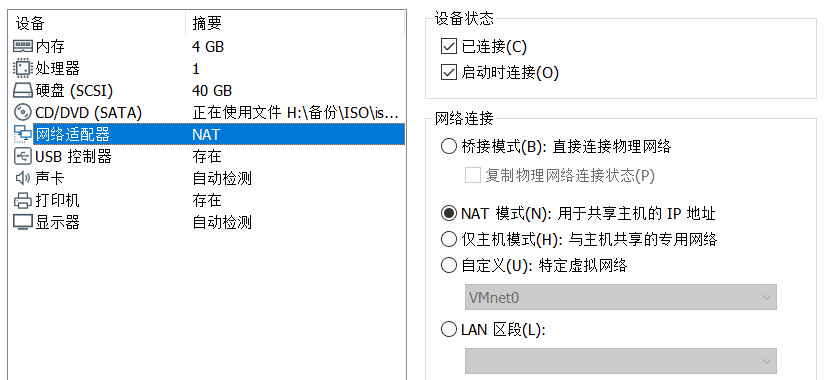 设备 摘要
内存 4 GB
处理器 1
硬盘 (SCSI) 40 GB
CD/DVD (SATA) 正在使用文件 H:\备份\ISO\is...
网络适配器 NAT
USB 控制器 存在
声卡 自动检测
打印机 存在
显示器 自动检测
设备状态
已连接(C)
启动时连接(O)
网络连接
桥接模式(B): 直接连接物理网络
复制物理网络连接状态(P)
NAT 模式(N): 用于共享主机的 IP 地址
仅主机模式(H): 与主机共享的专用网络
自定义(U): 特定虚拟网络
VMnet0
LAN 区段(L):